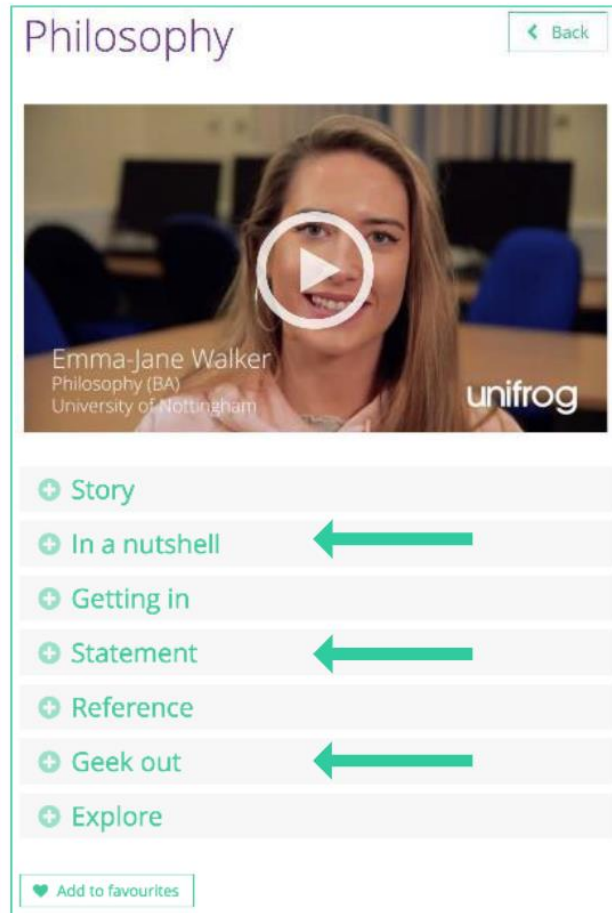 Philosophy
Back
Emma-Jane Walker
Philosophy (BA)
University of Nottingham
unifrog
Story
In a nutshell
Getting in
Statement
Reference
Geek out
Explore
Add to favourites